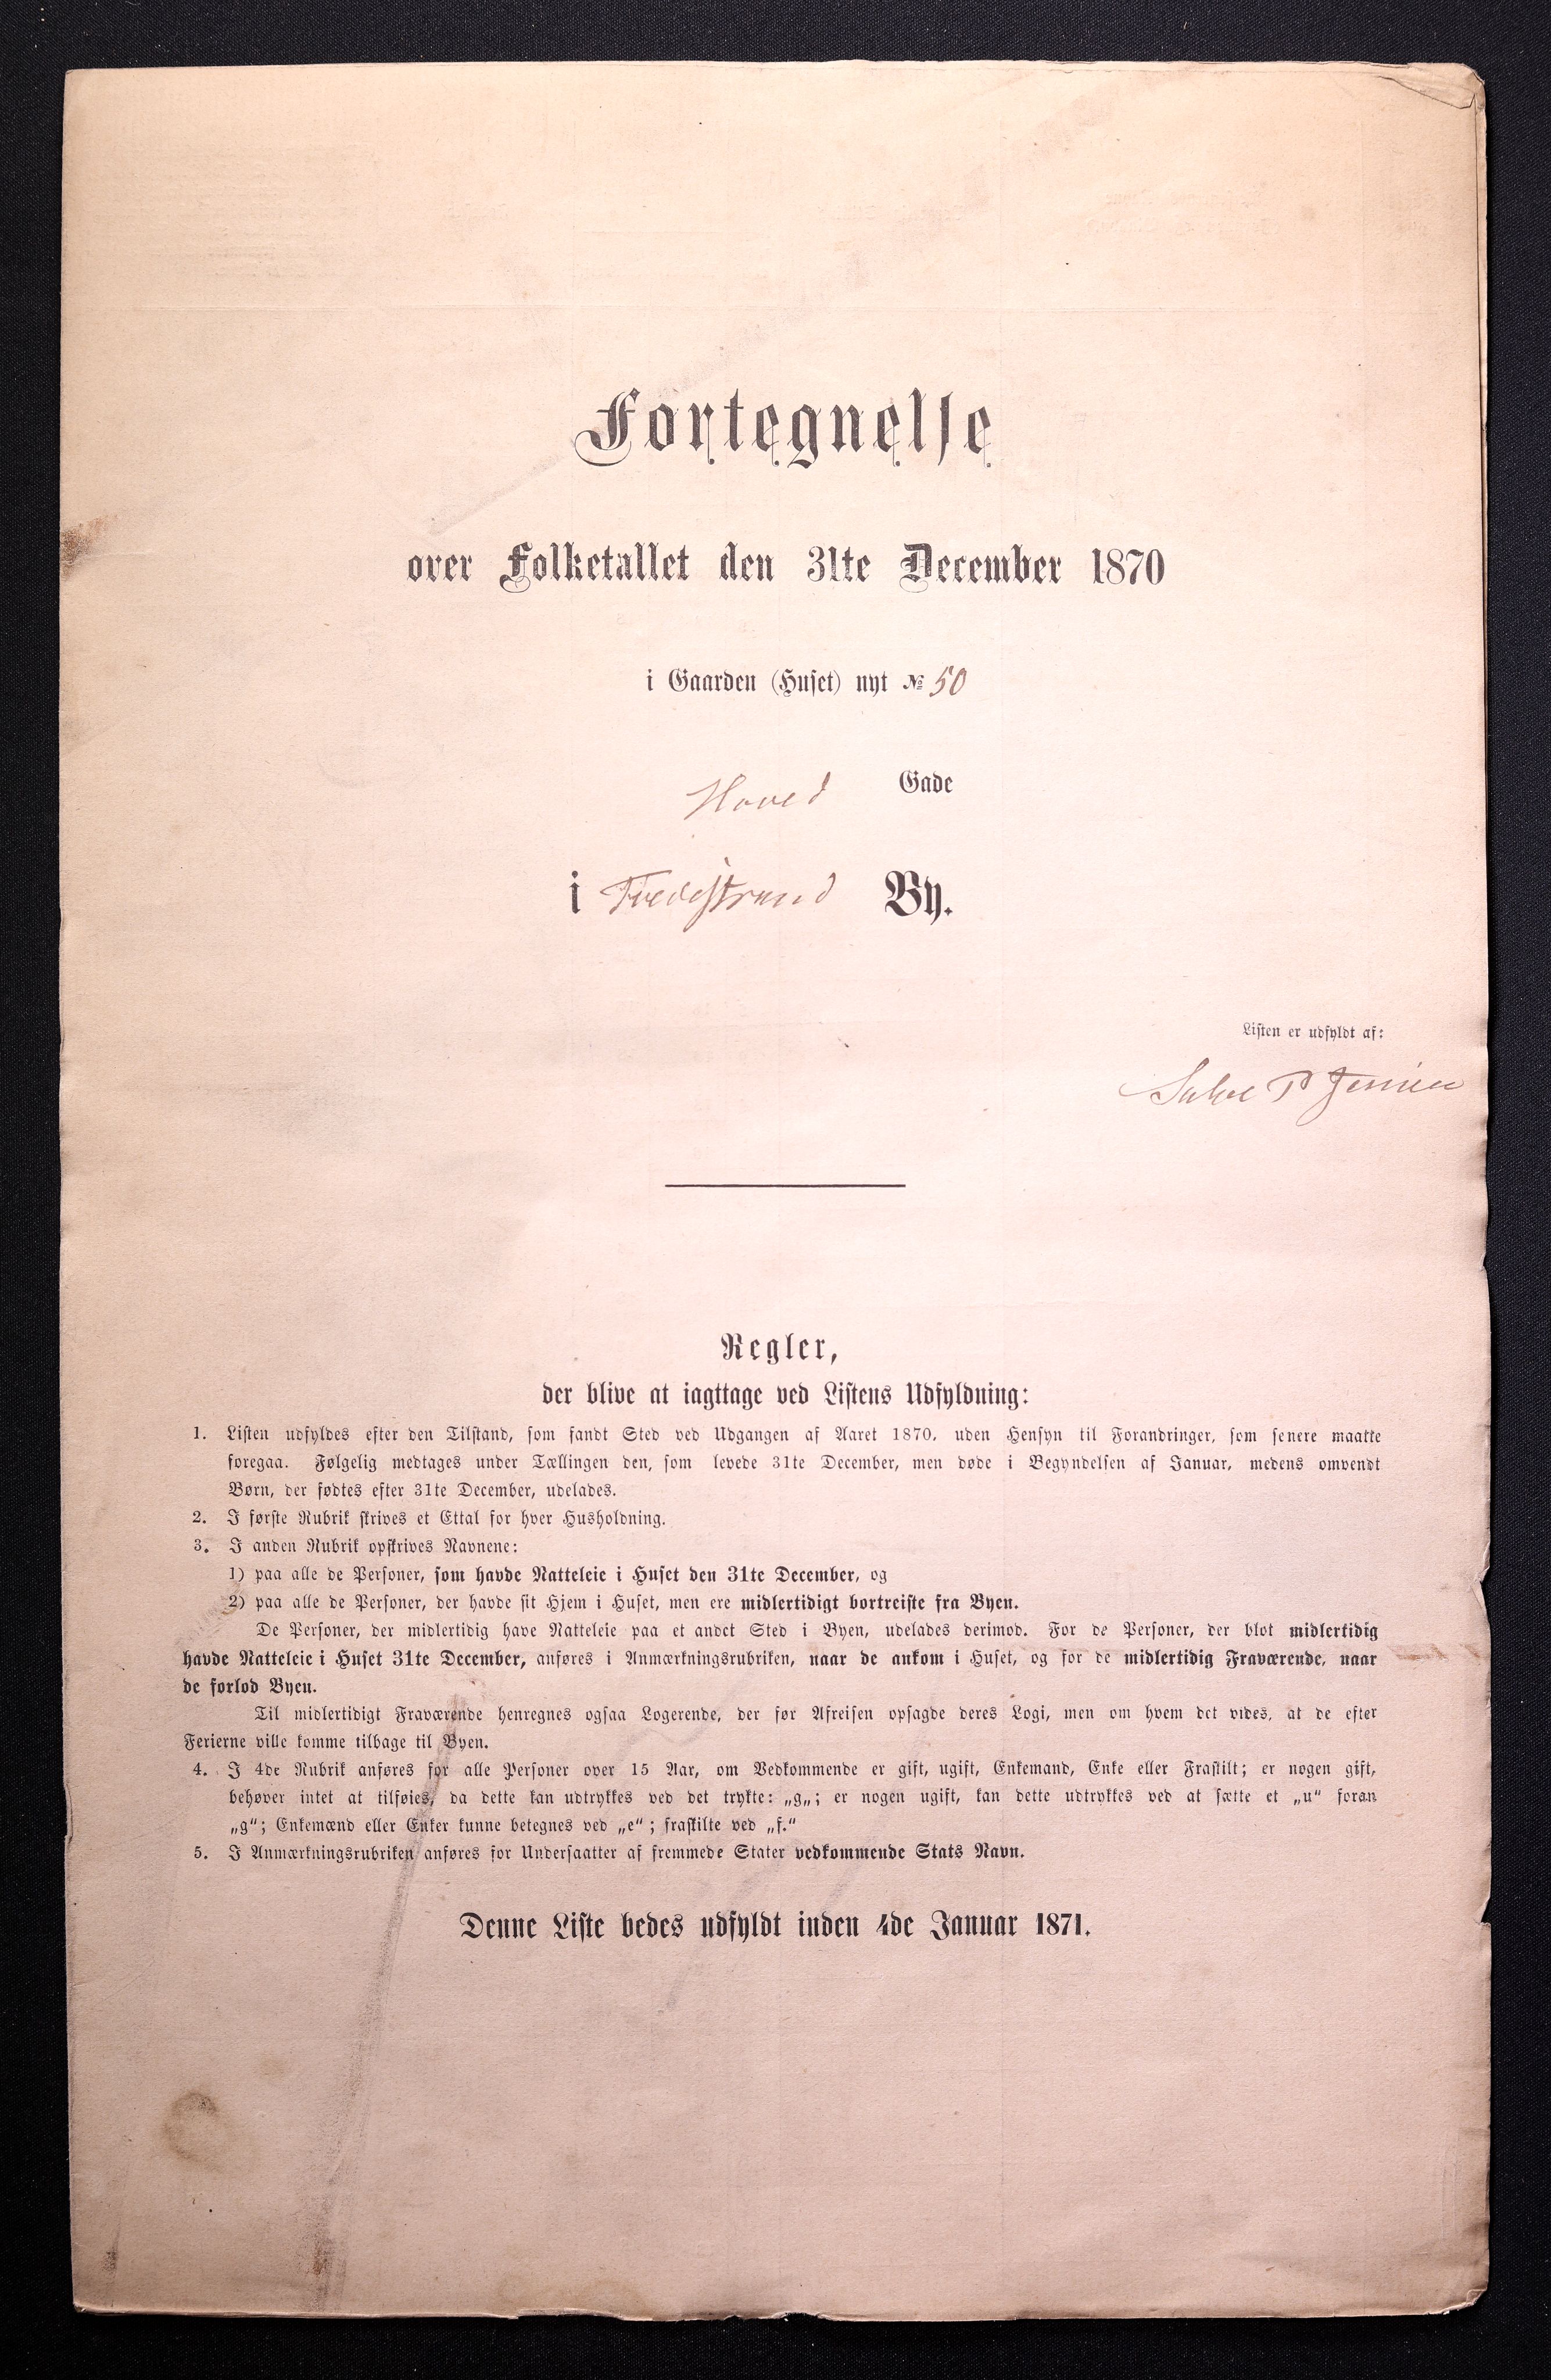 Fortegnelse
over Folketallet den 31te December 1870
i Gaarden (Huset) nyt № 50
Hoved Gade
i Tvedestrand By.
Listen er udfyldt af:
P Jensen
Regler,
der blive at iagttage ved Listens Udfyldning:
1. Listen udfyldes efter den Tilstand, som fandt Sted ved Udgangen af Aaret 1870, uden Hensyn til Forandringer, som senere maatte
foregaa. Følgelig medtages under Tællingen den, som levede 31te December, men døde i Begyndelsen af Januar, medens omvendt
Børn, der fødtes efter 31te December, udelades.
2. I første Rubrik skrives et Ettal for hver Husholdning.
3. I anden Rubrik opskrives Navnene:
1) paa alle de Personer, som havde Natteleie i Huset den 31te December, og
2) paa alle de Personer, der havde sit Hjem i Huset, men ere midlertidigt bortreiste fra Byen.
De Personer, der midlertidig have Natteleie paa et andet Sted i Byen, udelades derimod. For de Personer, der blot midlertidig
havde Natteleie i Huset 31te December, anføres i Anmærkningsrubriken, naar de ankom i Huset, og for de midlertidig Fraværende, naar
de forlod Byen.
Til midlertidigt Fraværende henregnes ogsaa Logerende, der før Afreisen opsagde deres Logi, men om hvem det vides, at de efter
Ferierne ville komme tilbage til Byen.
4. I 4de Rubrik anføres for alle Personer over 15 Aar, om Vedkommende er gift, ugift, Enkemand, Enke eller Fraskilt; er nogen gift,
behøver intet at tilføies, da dette kan udtrykkes ved det trykte: „g„; er nogen ugift, kan dette udtrykkes ved at sætte et „u“ foran
„g“; Enkemænd eller Enker kunne betegnes ved „e“; fraskilte ved „f.“
5. I Anmærkningsrubriken anføres for Undersaatter af fremmede Stater vedkommende Stats Navn.
Denne Liste bedes udfyldt inden 4de Januar 1871.